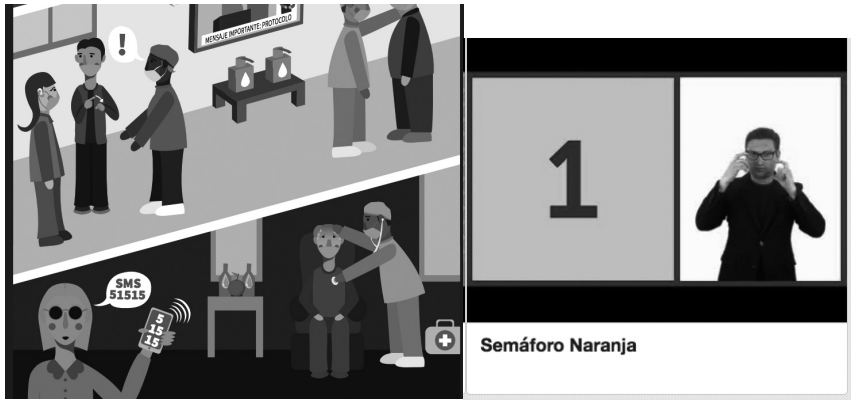 !
MENSAJE IMPORTANTE: PROTOCOLO
SMS
51515
5
15
15
1
Semáforo Naranja